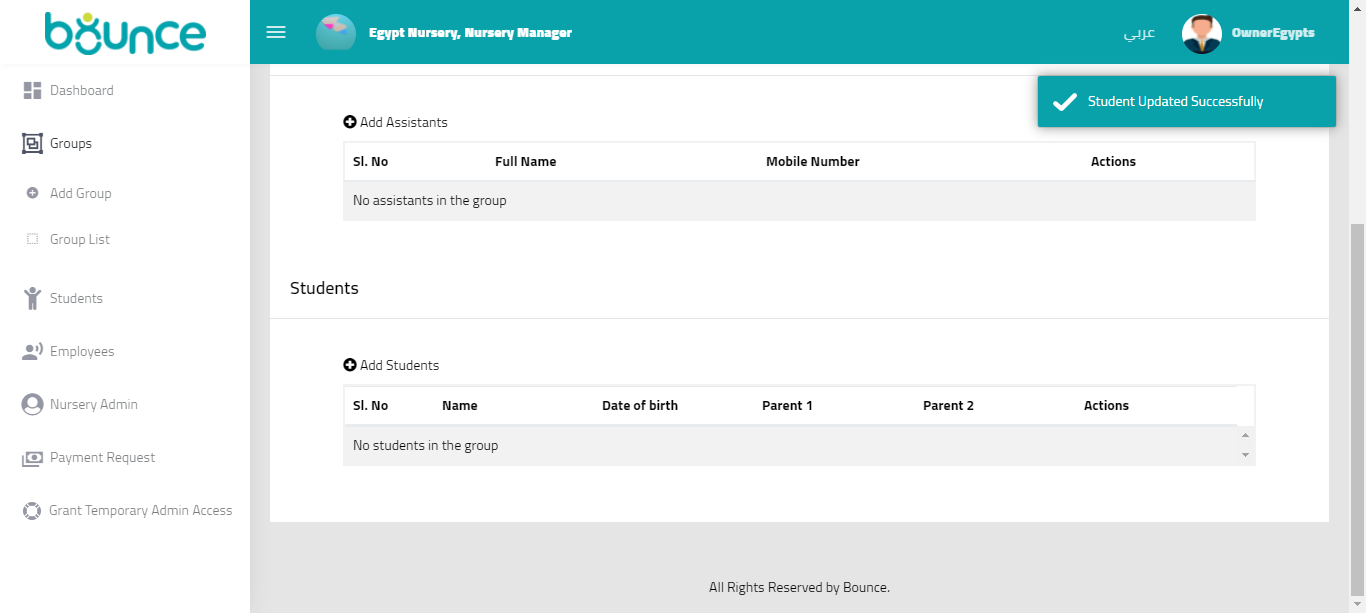 bounce
Egypt Nursery, Nursery Manager
عربي
OwnerEgypts
Student Updated Successfully
Dashboard
Groups
Add Group
Group List
Students
Employees
Nursery Admin
Payment Request
Grant Temporary Admin Access
Add Assistants
Sl. No Full Name Mobile Number Actions
No assistants in the group
Students
Add Students
Sl. No Name Date of birth Parent 1 Parent 2 Actions
No students in the group
All Rights Reserved by Bounce.